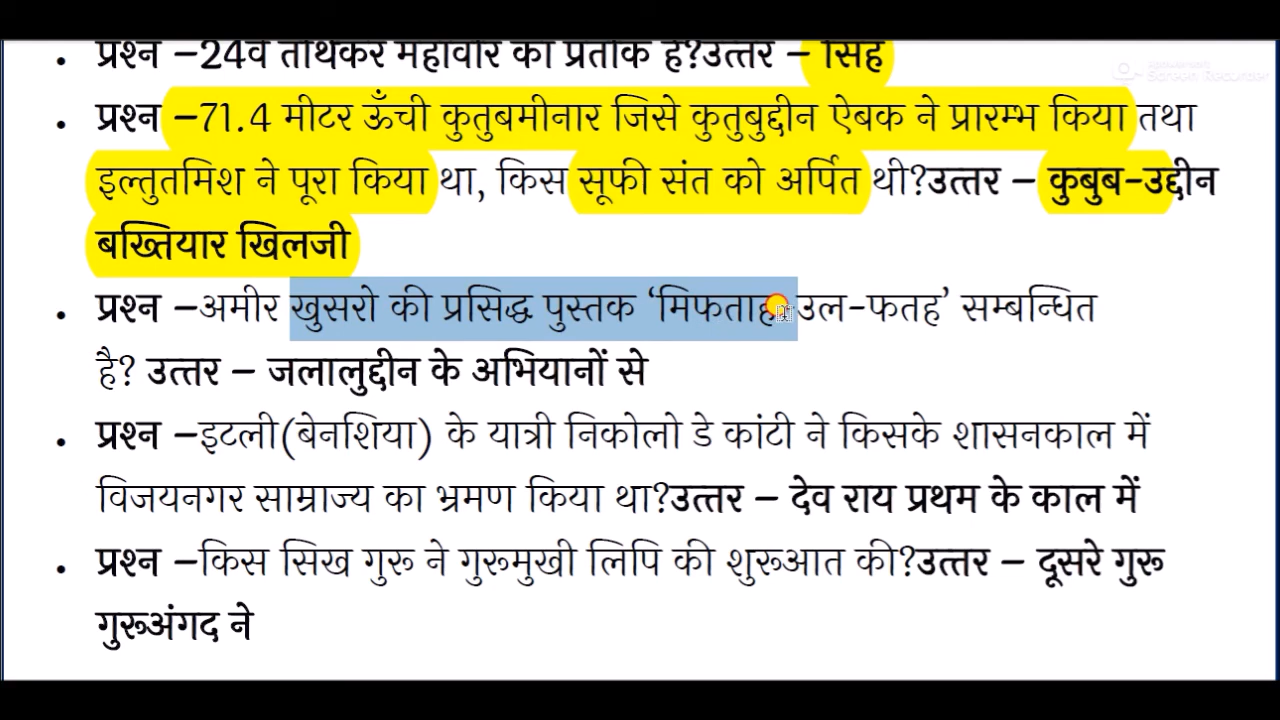 • प्रश्न –24वें तीर्थंकर महावीर का प्रतीक है?उत्तर – सिंह
• प्रश्न –71.4 मीटर ऊँची कुतुबमीनार जिसे कुतुबुद्दीन ऐबक ने प्रारम्भ किया तथा
इल्तुतमिश ने पूरा किया था, किस सूफी संत को अर्पित थी?उत्तर – कुबुब-उद्दीन
बख्तियार खिलजी
• प्रश्न –अमीर खुसरो की प्रसिद्ध पुस्तक ‘मिफताह उल-फतह’ सम्बन्धित
है? उत्तर – जलालुद्दीन के अभियानों से
• प्रश्न –इटली(बेनशिया) के यात्री निकोलो डे कांटी ने किसके शासनकाल में
विजयनगर साम्राज्य का भ्रमण किया था?उत्तर – देव राय प्रथम के काल में
• प्रश्न –किस सिख गुरू ने गुरूमुखी लिपि की शुरूआत की?उत्तर – दूसरे गुरू
गुरूअंगद ने